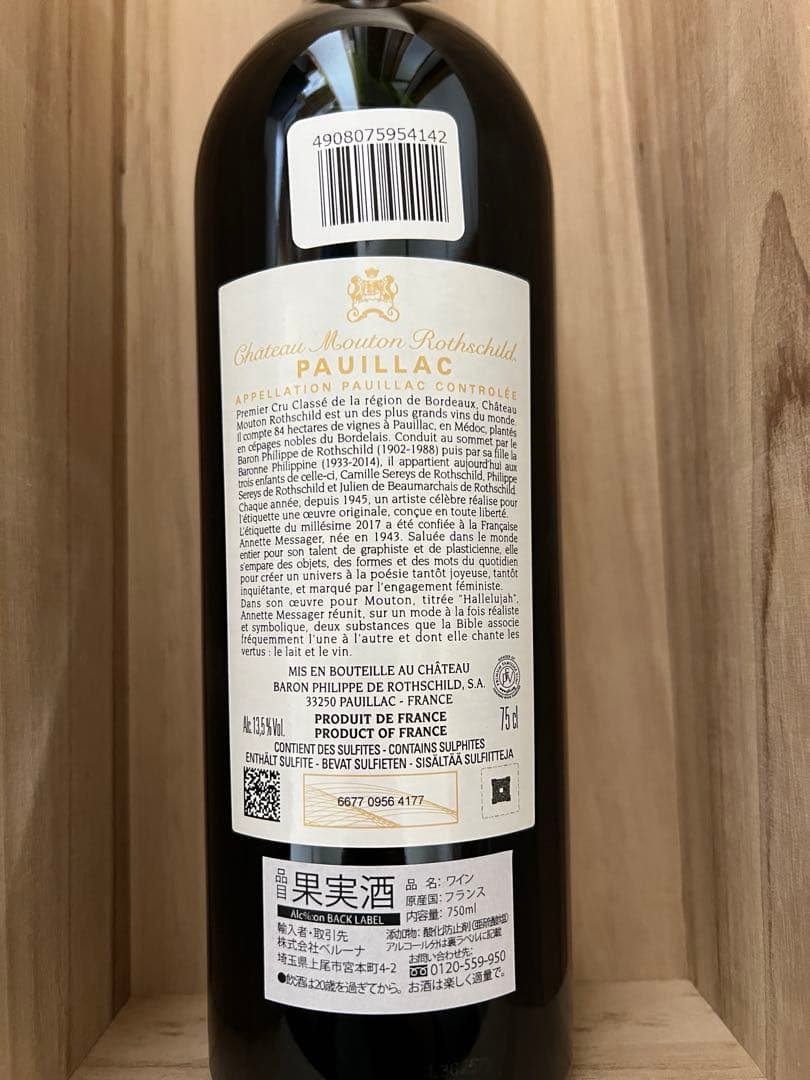 4908075954142
Château Mouton Rothschild
PAUILLAC
APPELLATION PAUILLAC CONTROLÉE
Premier Cru Classé de la région de Bordeaux, Château
Mouton Rothschild est un des plus grands vins du monde.
Il compte 84 hectares de vignes à Pauillac, en Médoc, plantés
en cépages nobles du Bordelais. Conduit au sommet par le
Baron Philippe de Rothschild (1902-1988) puis par sa fille la
Baronne Philippine (1933-2014), il appartient aujourd'hui aux
trois enfants de celle-ci, Camille Sereys de Rothschild, Philippe
Sereys de Rothschild et Julien de Beaumarchais de Rothschild.
Chaque année, depuis 1945, un artiste célèbre réalise pour
l'étiquette une œuvre originale, conçue en toute liberté.
L'étiquette du millésime 2017 a été confiée à la Française
Annette Messager, née en 1943. Saluée dans le monde
entier pour son talent de graphiste et de plasticienne, elle
s'empare des objets, des formes et des mots du quotidien
pour créer un univers à la poésie tantôt joyeuse, tantôt
inquiétante, et marqué par l'engagement féministe.
Dans son œuvre pour Mouton, titrée "Hallelujah",
Annette Messager réunit, sur un mode à la fois réaliste
et symbolique, deux substances que la Bible associe
fréquemment l'une à l'autre et dont elle chante les
vertus : le lait et le vin.
MIS EN BOUTEILLE AU CHÂTEAU
BARON PHILIPPE DE ROTHSCHILD, S.A.
33250 PAUILLAC - FRANCE
Alc. 13,5 % Vol.
PRODUIT DE FRANCE
PRODUCT OF FRANCE
75 cl
CONTIENT DES SULFITES - CONTAINS SULPHITES
ENTHÄLT SULFITE - BEVAT SULFIETEN - SISÄLTÄÄ SULFIITTEJA
6677 0956 4177
品目 果実酒
Alc%:on BACK LABEL
輸入者・取引先
株式会社ベルーナ
埼玉県上尾市宮本町4-2
品 名: ワイン
原産国: フランス
内容量: 750ml
添加物: 酸化防止剤(亜硫酸塩)
アルコール分は裏ラベルに記載
お問い合わせ先:
0120-559-950
●飲酒は20歳を過ぎてから。お酒は楽しく適量で。